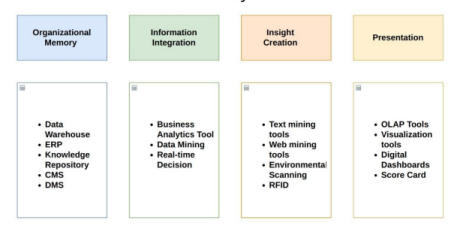 Organizational
Memory
Information
Integration
Insight
Creation
Presentation
• Data
Warehouse
• ERP
• Knowledge
Repository
• CMS
• DMS
• Business
Analytics Tool
• Data Mining
• Real-time
Decision
• Text mining
tools
• Web mining
tools
• Environmental
Scanning
• RFID
• OLAP Tools
• Visualization
tools
• Digital
Dashboards
• Score Card